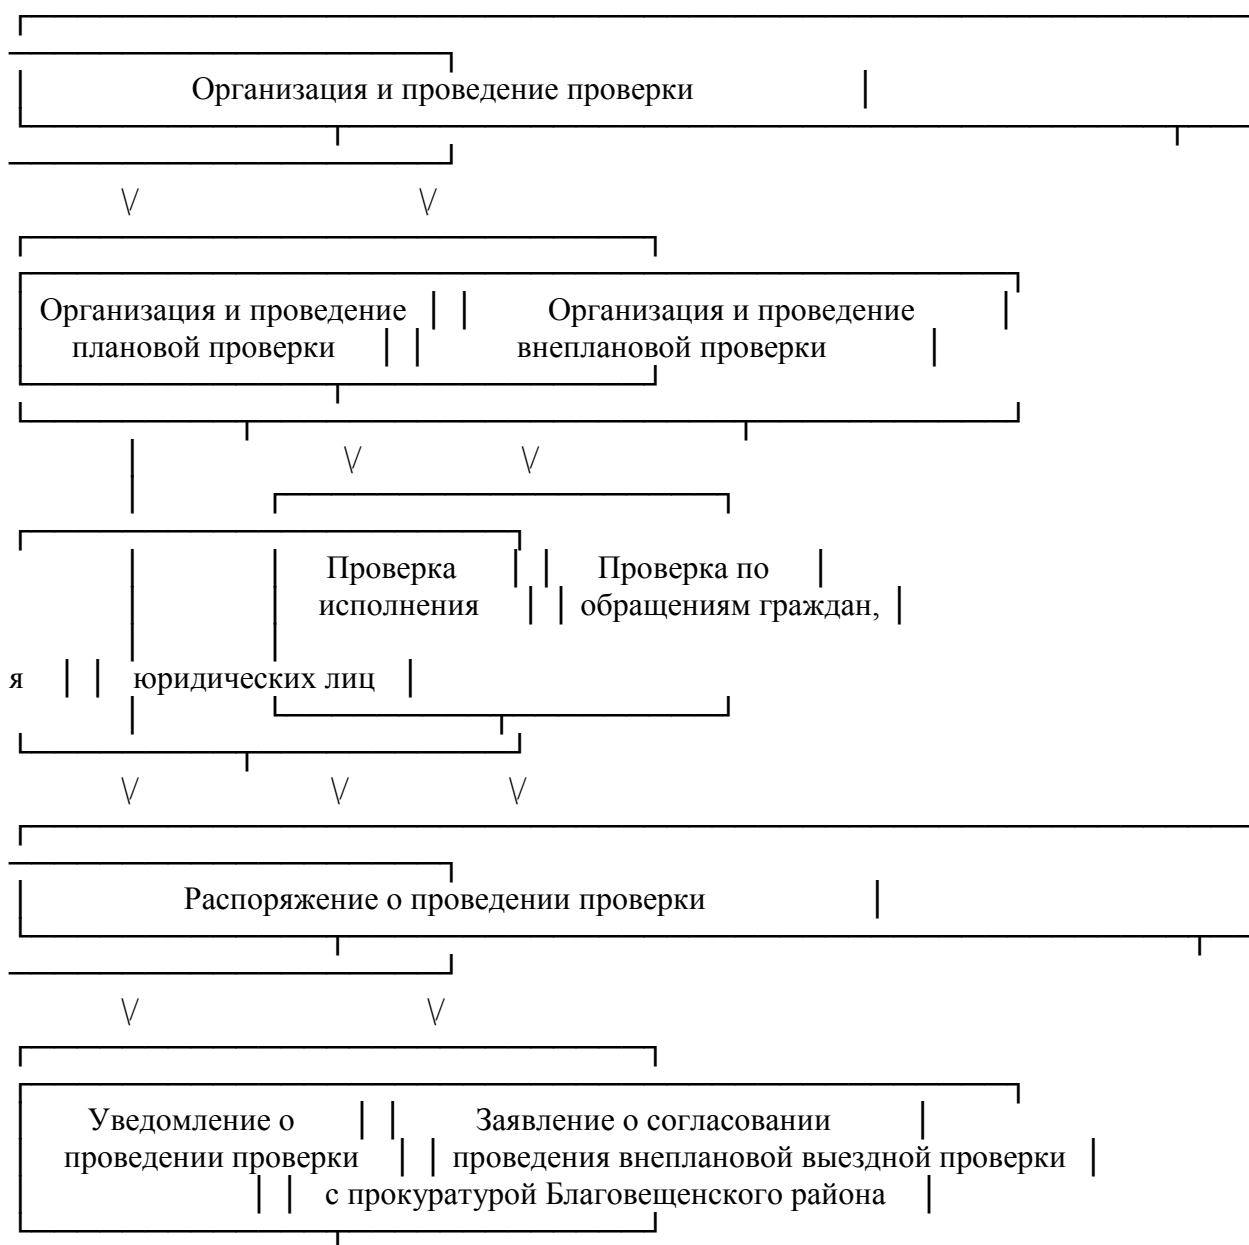 Организация и проведение проверки
Организация и проведение Организация и проведение
плановой проверки внеплановой проверки
Проверка Проверка по
исполнения обращениям граждан,
я юридических лиц
Распоряжение о проведении проверки
Уведомление о Заявление о согласовании
проведении проверки проведения внеплановой выездной проверки
с прокуратурой Благовещенского района